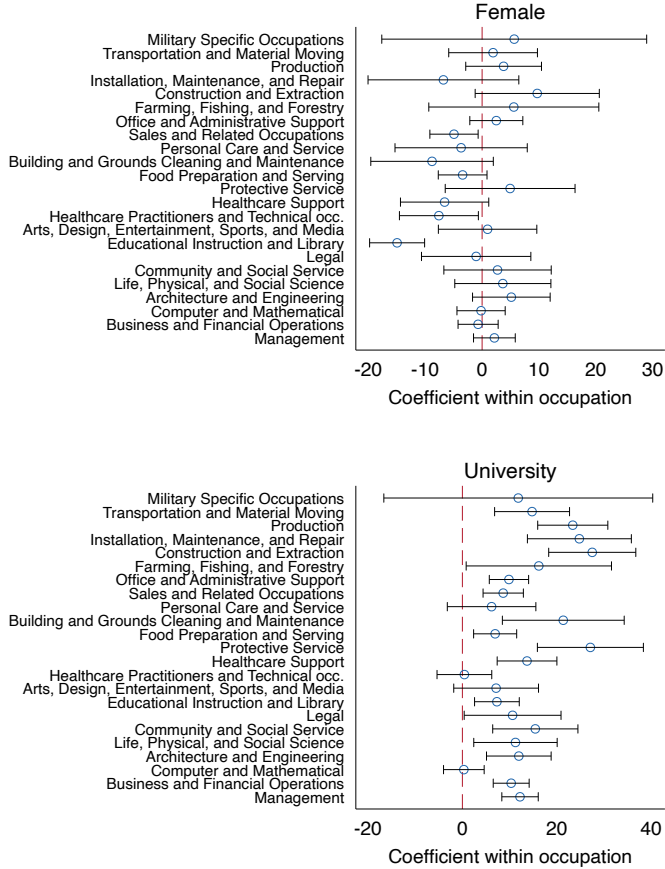 Female
Military Specific Occupations
Transportation and Material Moving
Production
Installation, Maintenance, and Repair
Construction and Extraction
Farming, Fishing, and Forestry
Office and Administrative Support
Sales and Related Occupations
Personal Care and Service
Building and Grounds Cleaning and Maintenance
Food Preparation and Serving
Protective Service
Healthcare Support
Healthcare Practitioners and Technical occ.
Arts, Design, Entertainment, Sports, and Media
Educational Instruction and Library
Legal
Community and Social Service
Life, Physical, and Social Science
Architecture and Engineering
Computer and Mathematical
Business and Financial Operations
Management
-20 -10 0 10 20 30
Coefficient within occupation
University
Military Specific Occupations
Transportation and Material Moving
Production
Installation, Maintenance, and Repair
Construction and Extraction
Farming, Fishing, and Forestry
Office and Administrative Support
Sales and Related Occupations
Personal Care and Service
Building and Grounds Cleaning and Maintenance
Food Preparation and Serving
Protective Service
Healthcare Support
Healthcare Practitioners and Technical occ.
Arts, Design, Entertainment, Sports, and Media
Educational Instruction and Library
Legal
Community and Social Service
Life, Physical, and Social Science
Architecture and Engineering
Computer and Mathematical
Business and Financial Operations
Management
-20 0 20 40
Coefficient within occupation